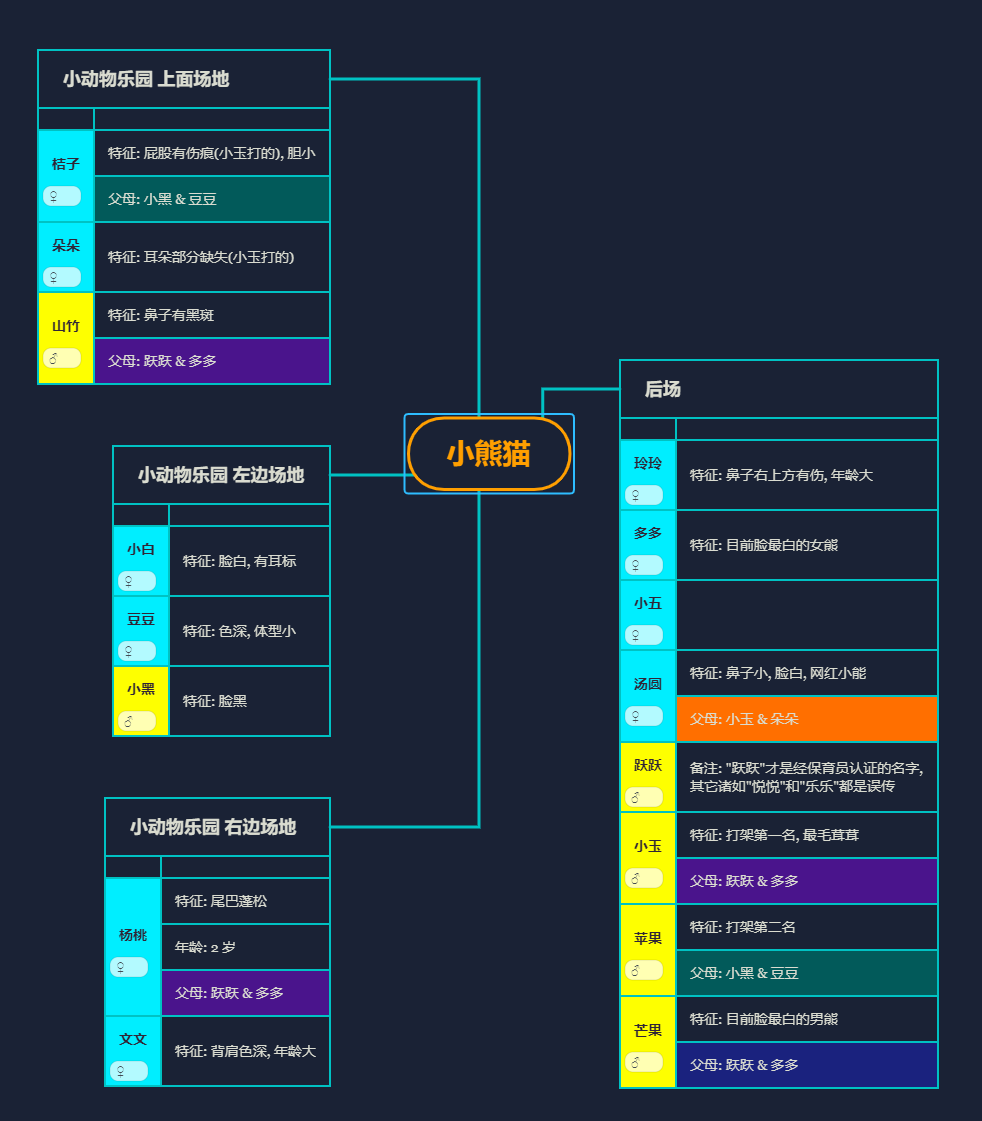 小动物乐园 上面场地
桔子
♀
特征: 屁股有伤痕(小玉打的), 胆小
父母: 小黑 & 豆豆
朵朵
♀
特征: 耳朵部分缺失(小玉打的)
山竹
♂
特征: 鼻子有黑斑
父母: 跃跃 & 多多
小动物乐园 左边场地
小白
♀
特征: 脸白, 有耳标
豆豆
♀
特征: 色深, 体型小
小黑
♂
特征: 脸黑
小动物乐园 右边场地
杨桃
♀
特征: 尾巴蓬松
年龄: 2 岁
父母: 跃跃 & 多多
文文
♀
特征: 背肩色深, 年龄大
小熊猫
后场
玲玲
♀
特征: 鼻子右上方有伤, 年龄大
多多
♀
特征: 目前脸最白的女熊
小五
♀
汤圆
♀
特征: 鼻子小, 脸白, 网红小能
父母: 小玉 & 朵朵
跃跃
♂
备注: "跃跃"才是经保育员认证的名字,
其它诸如"悦悦"和"乐乐"都是误传
小玉
♂
特征: 打架第一名, 最毛茸茸
父母: 跃跃 & 多多
苹果
♂
特征: 打架第二名
父母: 小黑 & 豆豆
芒果
♂
特征: 目前脸最白的男熊
父母: 跃跃 & 多多